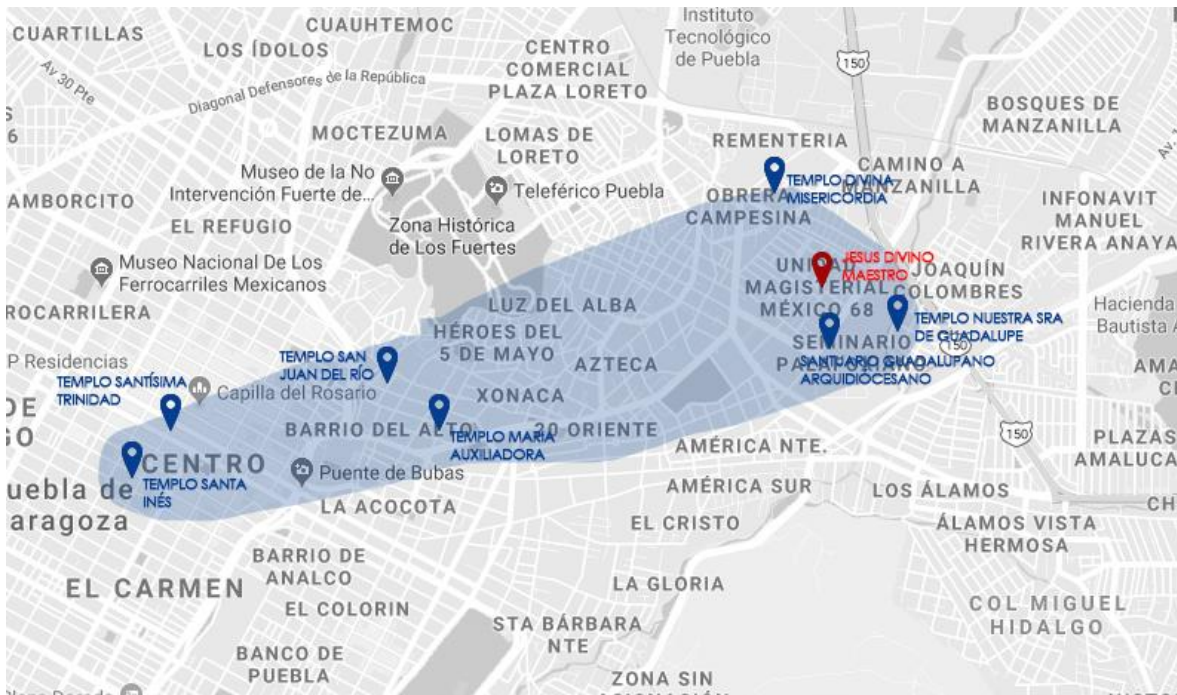 CUARTILLAS
CUAUHTEMOC
LOS ÍDOLOS
Av 30 Pte
Diagonal Defensores de la República
CENTRO
COMERCIAL
PLAZA LORETO
Instituto
Tecnológico
de Puebla
150
BOSQUES DE
MANZANILLA
MOCTEZUMA
LOMAS DE
LORETO
REMENTERIA
CAMINO A
MANZANILLA
Museo de la No
Intervención Fuerte de...
Teleférico Puebla
TEMPLO DIVINA
MISERICORDIA
OBRERA
CAMPESINA
INFONAVIT
MANUEL
RIVERA ANAYA
AMBORCITO
EL REFUGIO
Zona Histórica
de Los Fuertes
Museo Nacional De Los
Ferrocarriles Mexicanos
JESUS DIVINO
MAESTRO
UNIDAD
MAGISTERIAL
MÉXICO 68
JOAQUÍN
COLOMBRES
ROCARRILERA
LUZ DEL ALBA
HÉROES DEL
5 DE MAYO
TEMPLO NUESTRA SRA
DE GUADALUPE
Hacienda
Bautista A
150
SEMINARIO
PALAFOXIANO
SANTUARIO GUADALUPANO
ARQUIDIOCESANO
P Residencias
TEMPLO SAN
JUAN DEL RÍO
AZTECA
TEMPLO SANTÍSIMA
TRINIDAD
Capilla del Rosario
XONACA
BARRIO DEL ALTO
20 ORIENTE
TEMPLO MARIA
AUXILIADORA
AMÉRICA NTE.
150
PLAZAS
AMALUCA
CENTRO
TEMPLO SANTA
INÉS
Puente de Bubas
uebla de
aragoza
LA ACOCOTA
AMÉRICA SUR
LOS ÁLAMOS
EL CRISTO
ÁLAMOS VISTA
HERMOSA
BARRIO DE
ANALCO
EL CARMEN
EL COLORIN
LA GLORIA
COL MIGUEL
HIDALGO
STA BÁRBARA
NTE
BANCO DE
PUEBLA
ZONA SIN